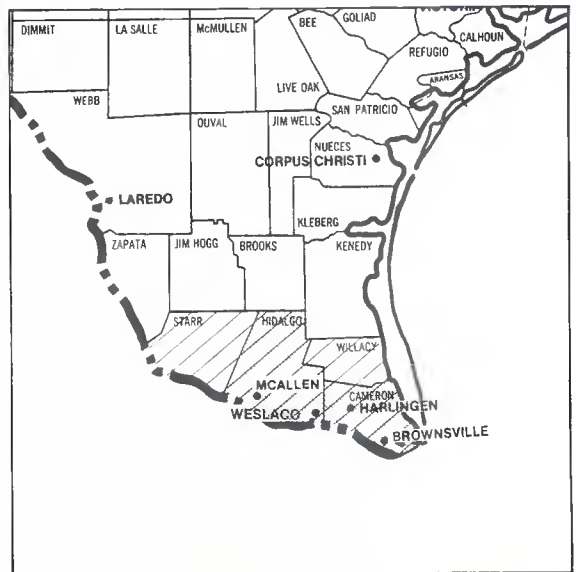 VICTORIA
BEE
GOLIAD
DIMMIT
LA SALLE
McMULLEN
CALHOUN
REFUGIO
ARANSAS
LIVE OAK
WEBB
SAN PATRICIO
DUVAL
JIM WELLS
NUECES
CORPUS CHRISTI
LAREDO
KLEBERG
ZAPATA
JIM HOGG
BROOKS
KENEDY
STARR
HIDALGO
WILLACY
MCALLEN
CAMERON
WESLACO
HARLINGEN
BROWNSVILLE